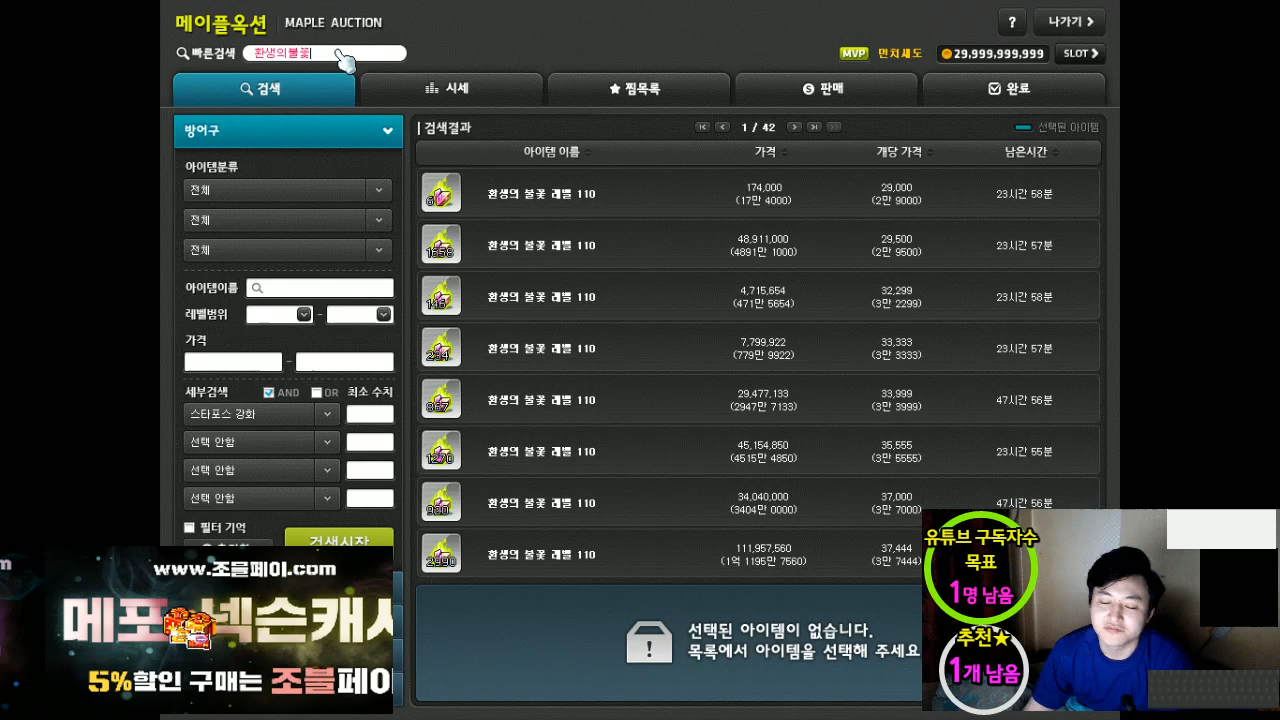 메이플옥션 MAPLE AUCTION
? 나가기
빠른검색 환생의불꽃
MVP 면치세도 29,999,999,999 SLOT
검색 시세 찜목록 판매 완료
방어구
아이템분류
전체
전체
전체
아이템이름
레벨범위 -
가격
-
세부검색 AND OR 최소 수치
스타포스 강화
선택 안함
선택 안함
선택 안함
필터 기억
검색시작
검색결과 1 / 42 선택된 아이템
아이템 이름 가격 개당 가격 남은시간
6 환생의 불꽃 레벨 110 174,000 (17만 4000) 29,000 (2만 9000) 23시간 58분
1658 환생의 불꽃 레벨 110 48,911,000 (4891만 1000) 29,500 (2만 9500) 23시간 57분
146 환생의 불꽃 레벨 110 4,715,654 (471만 5654) 32,299 (3만 2299) 23시간 58분
234 환생의 불꽃 레벨 110 7,799,922 (779만 9922) 33,333 (3만 3333) 23시간 57분
867 환생의 불꽃 레벨 110 29,477,133 (2947만 7133) 33,999 (3만 3999) 47시간 56분
1270 환생의 불꽃 레벨 110 45,154,850 (4515만 4850) 35,555 (3만 5555) 23시간 55분
920 환생의 불꽃 레벨 110 34,040,000 (3404만 0000) 37,000 (3만 7000) 47시간 56분
2990 환생의 불꽃 레벨 110 111,957,560 (1억 1195만 7560) 37,444 (3만 7444)
선택된 아이템이 없습니다.
목록에서 아이템을 선택해 주세요
www.조블페이.com
메포 넥슨캐시
5%할인 구매는 조블페이
유튜브 구독자수
목표
1명 남음
추천★
1개 남음